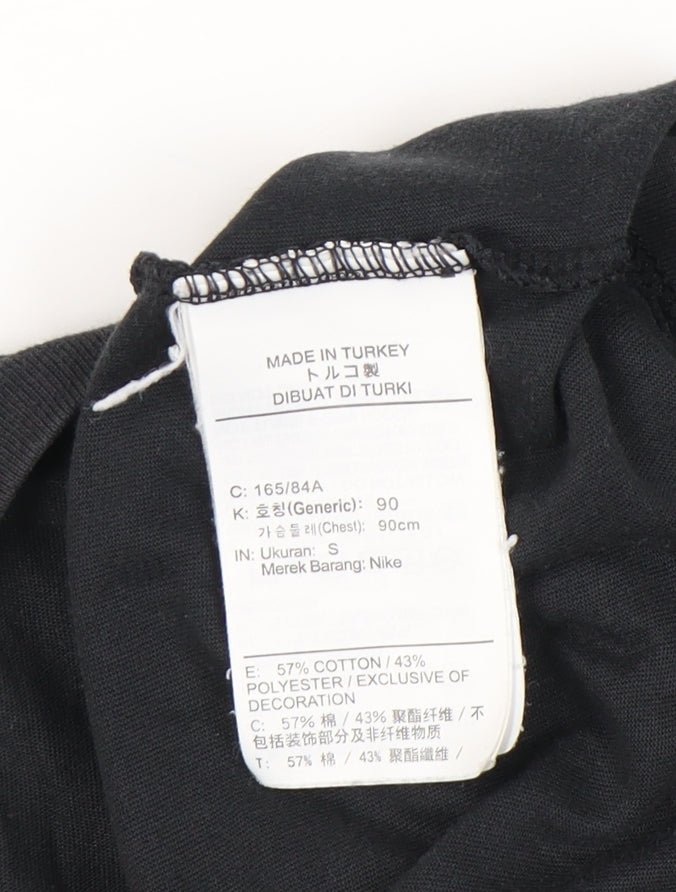 MADE IN TURKEY
トルコ製
DIBUAT DI TURKI
C: 165/84A
K: 호칭(Generic): 90
가슴둘레(Chest): 90cm
IN: Ukuran: S
Merek Barang: Nike
E: 57% COTTON / 43%
POLYESTER / EXCLUSIVE OF
DECORATION
C: 57% 棉 / 43% 聚酯纤维 / 不
包括装饰部分及非纤维物质
T: 57% 棉 / 43% 聚酯纖維 /